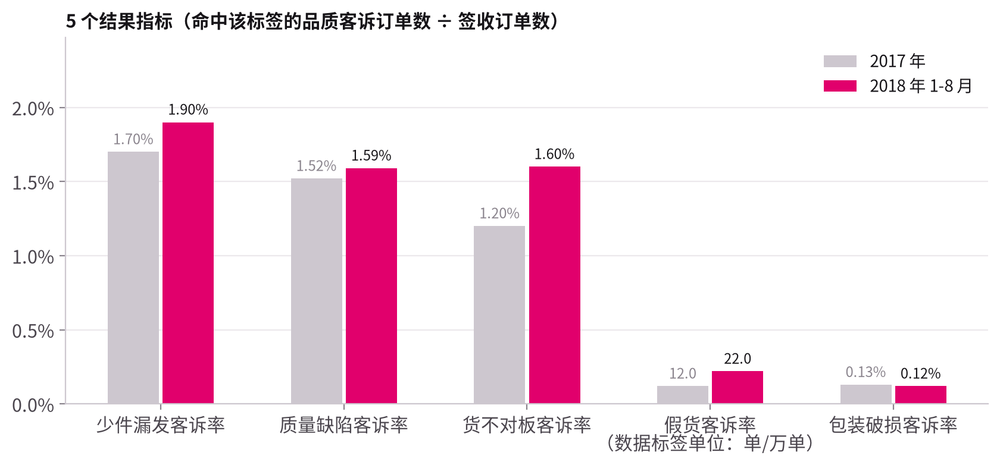 5 个结果指标（命中该标签的品质客诉订单数 ÷ 签收订单数）
2017 年
2018 年 1-8 月
2.0%
1.5%
1.0%
0.5%
0.0%
1.70%
1.90%
1.52%
1.59%
1.20%
1.60%
12.0
22.0
0.13%
0.12%
少件漏发客诉率
质量缺陷客诉率
货不对板客诉率
假货客诉率
（数据标签单位：单/万单）
包装破损客诉率